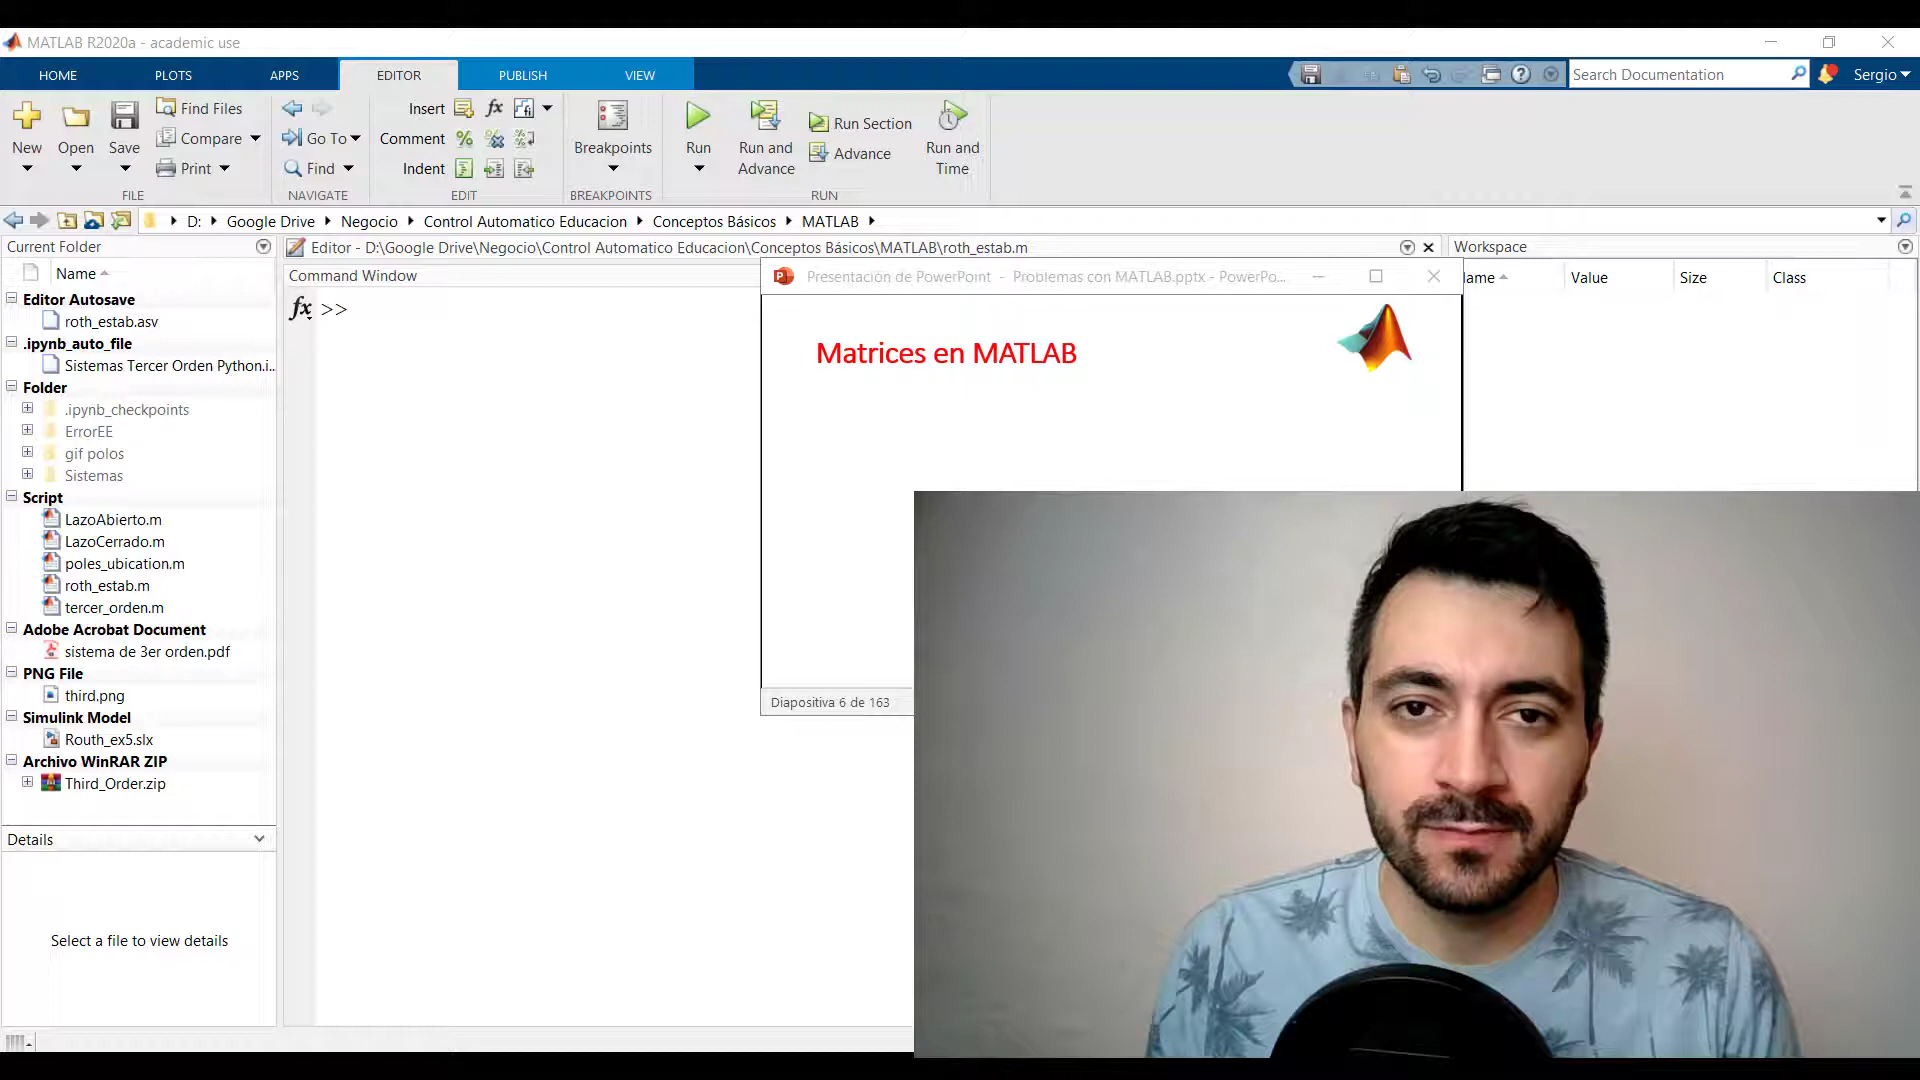 MATLAB R2020a - academic use
HOME PLOTS APPS EDITOR PUBLISH VIEW
Search Documentation
Sergio
New
Open
Save
Find Files
Compare
Print
FILE
Go To
Find
NAVIGATE
Insert
Comment
Indent
EDIT
Breakpoints
BREAKPOINTS
Run
Run and
Advance
Run Section
Advance
Run and
Time
RUN
D: Google Drive Negocio Control Automatico Educacion Conceptos Básicos MATLAB
Current Folder
Name
Editor Autosave
roth_estab.asv
.ipynb_auto_file
Sistemas Tercer Orden Python.i...
Folder
.ipynb_checkpoints
ErrorEE
gif polos
Sistemas
Script
LazoAbierto.m
LazoCerrado.m
poles_ubication.m
roth_estab.m
tercer_orden.m
Adobe Acrobat Document
sistema de 3er orden.pdf
PNG File
third.png
Simulink Model
Routh_ex5.slx
Archivo WinRAR ZIP
Third_Order.zip
Details
Select a file to view details
Editor - D:\Google Drive\Negocio\Control Automatico Educacion\Conceptos Básicos\MATLAB\roth_estab.m
Command Window
fx >>
Presentación de PowerPoint - Problemas con MATLAB.pptx - PowerPo...
Matrices en MATLAB
Diapositiva 6 de 163
Workspace
lame Value Size Class